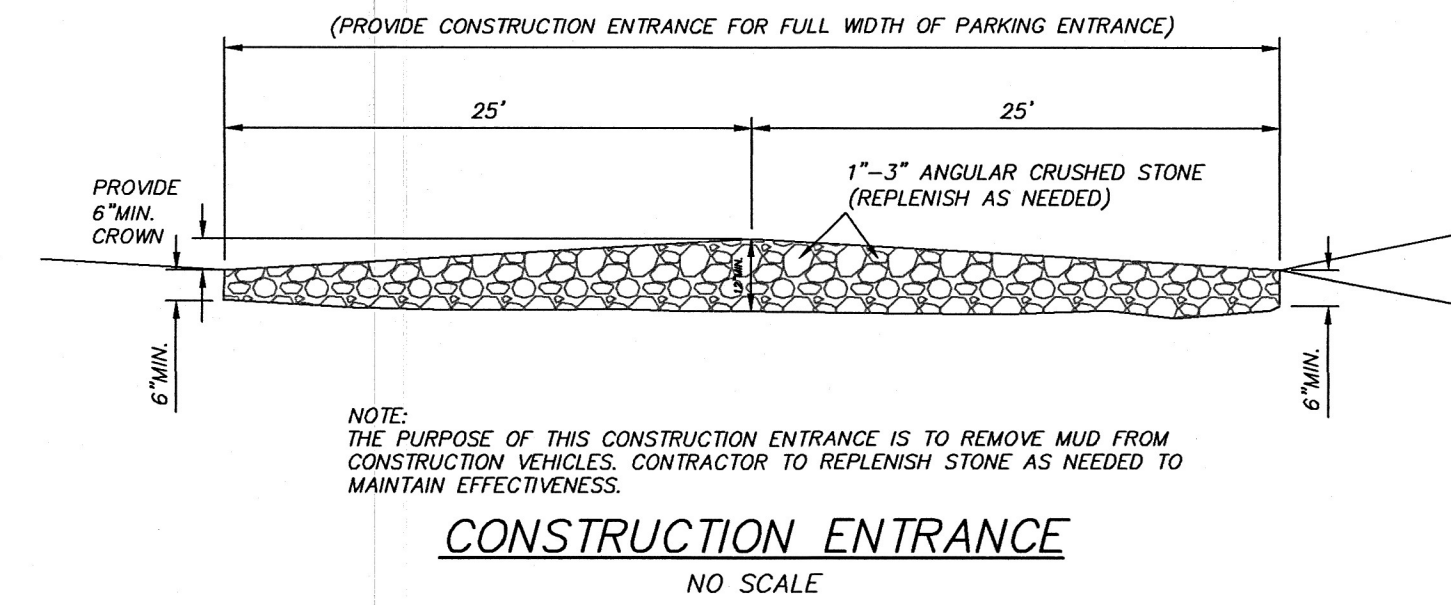 (PROVIDE CONSTRUCTION ENTRANCE FOR FULL WIDTH OF PARKING ENTRANCE)
25'
25'
1"–3" ANGULAR CRUSHED STONE
(REPLENISH AS NEEDED)
PROVIDE
6"MIN.
CROWN
12"MIN.
6"MIN.
6"MIN.
NOTE:
THE PURPOSE OF THIS CONSTRUCTION ENTRANCE IS TO REMOVE MUD FROM
CONSTRUCTION VEHICLES. CONTRACTOR TO REPLENISH STONE AS NEEDED TO
MAINTAIN EFFECTIVENESS.
CONSTRUCTION ENTRANCE
NO SCALE